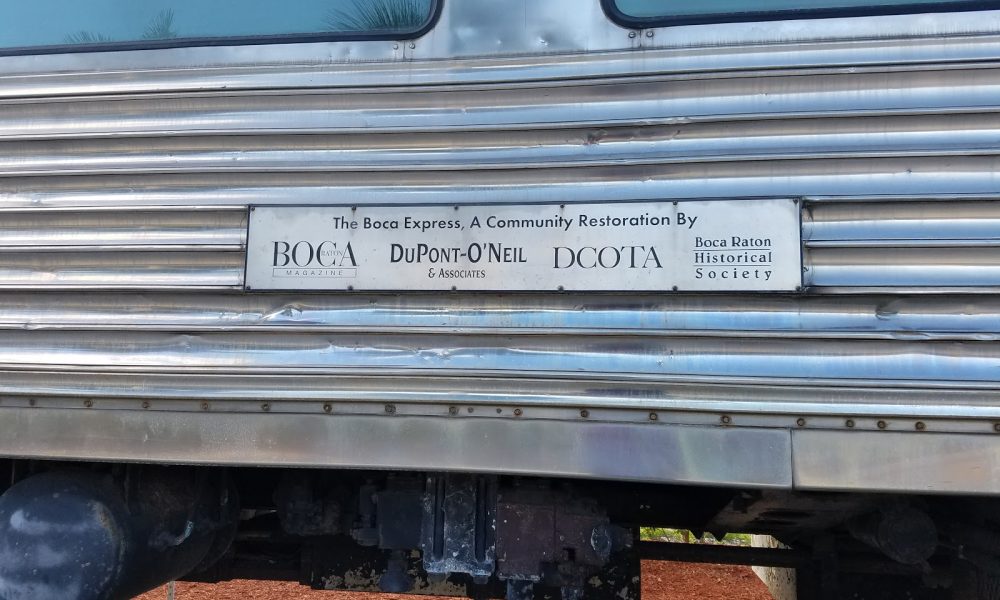 The Boca Express, A Community Restoration By
BOCA
RATON
MAGAZINE
DuPont-O'Neil
& Associates
DCOTA
Boca Raton
Historical
Society